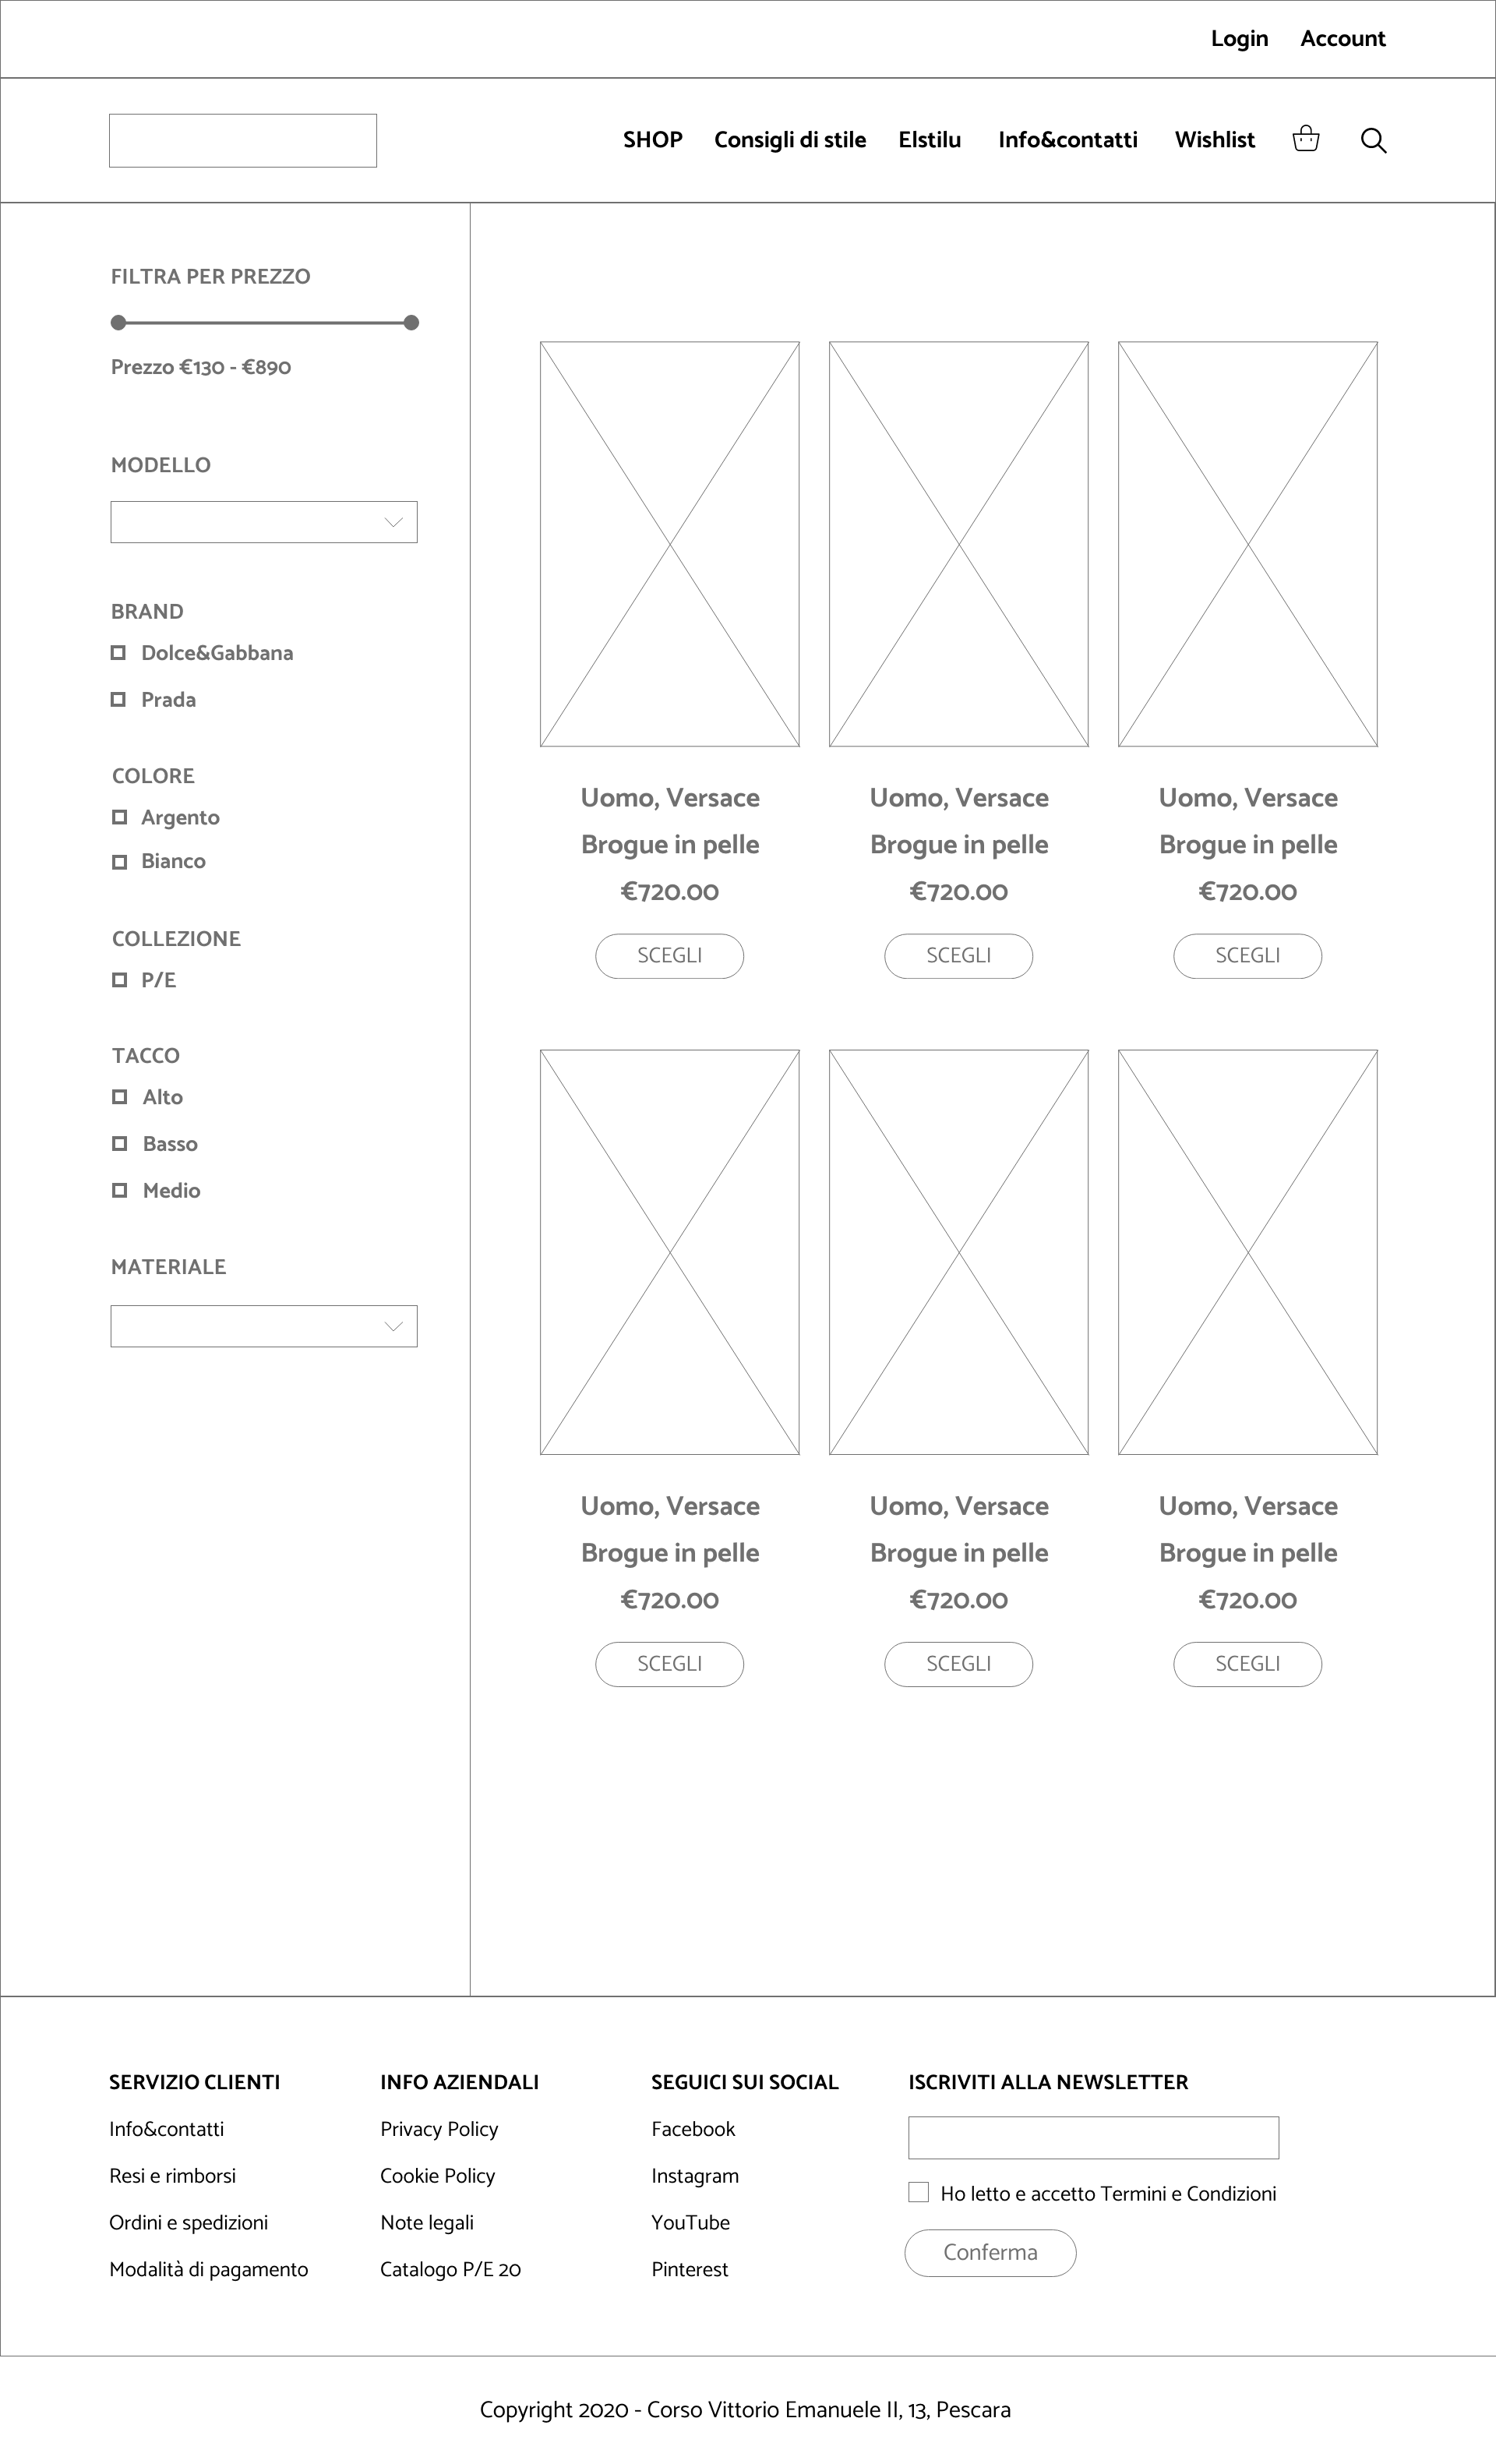 Login Account
SHOP Consigli di stile Elstilu Info&contatti Wishlist
FILTRA PER PREZZO
Prezzo €130 - €890
MODELLO
BRAND
Dolce&Gabbana
Prada
COLORE
Argento
Bianco
COLLEZIONE
P/E
TACCO
Alto
Basso
Medio
MATERIALE
Uomo, Versace
Brogue in pelle
€720.00
SCEGLI
Uomo, Versace
Brogue in pelle
€720.00
SCEGLI
Uomo, Versace
Brogue in pelle
€720.00
SCEGLI
Uomo, Versace
Brogue in pelle
€720.00
SCEGLI
Uomo, Versace
Brogue in pelle
€720.00
SCEGLI
Uomo, Versace
Brogue in pelle
€720.00
SCEGLI
SERVIZIO CLIENTI
Info&contatti
Resi e rimborsi
Ordini e spedizioni
Modalità di pagamento
INFO AZIENDALI
Privacy Policy
Cookie Policy
Note legali
Catalogo P/E 20
SEGUICI SUI SOCIAL
Facebook
Instagram
YouTube
Pinterest
ISCRIVITI ALLA NEWSLETTER
Ho letto e accetto Termini e Condizioni
Conferma
Copyright 2020 - Corso Vittorio Emanuele II, 13, Pescara